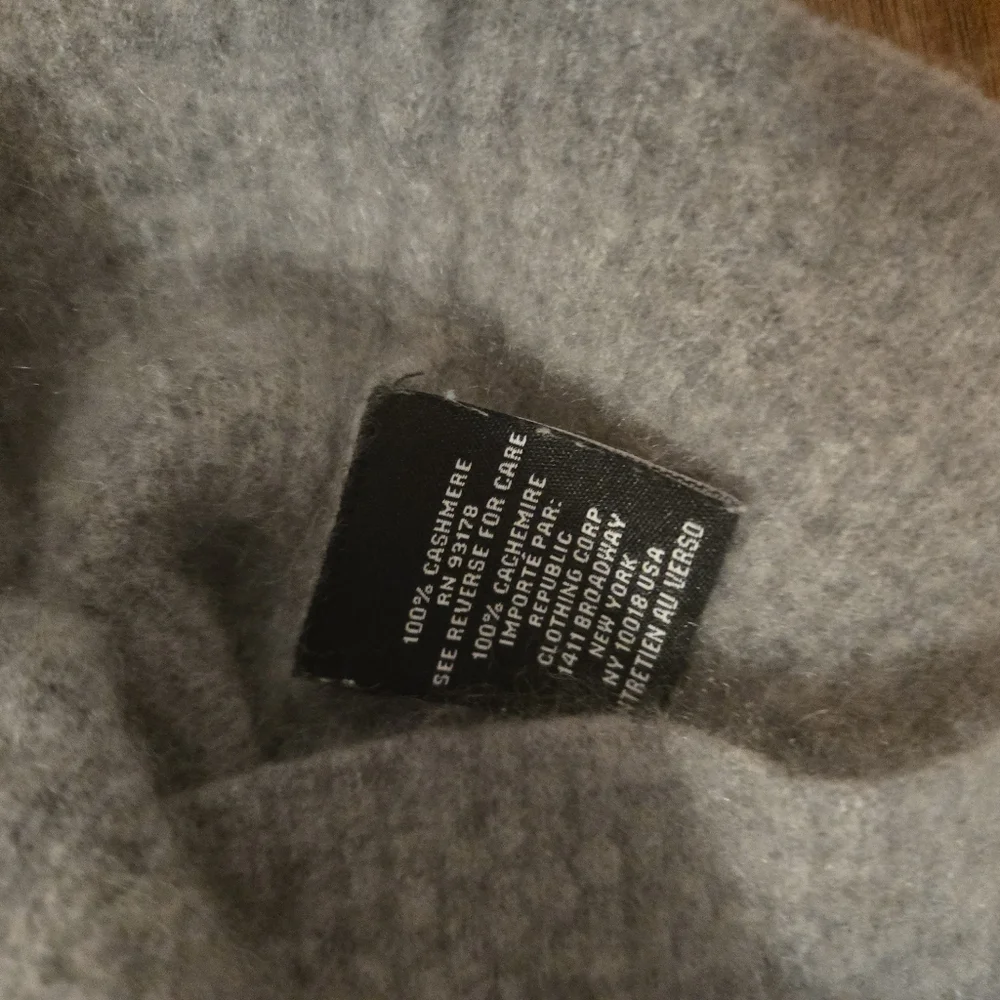 100% CASHMERE
RN 93178
SEE REVERSE FOR CARE
100% CACHEMIRE
IMPORTÉ PAR:
REPUBLIC
CLOTHING CORP
1411 BROADWAY
NEW YORK
NY 10018 USA
AU VERSO